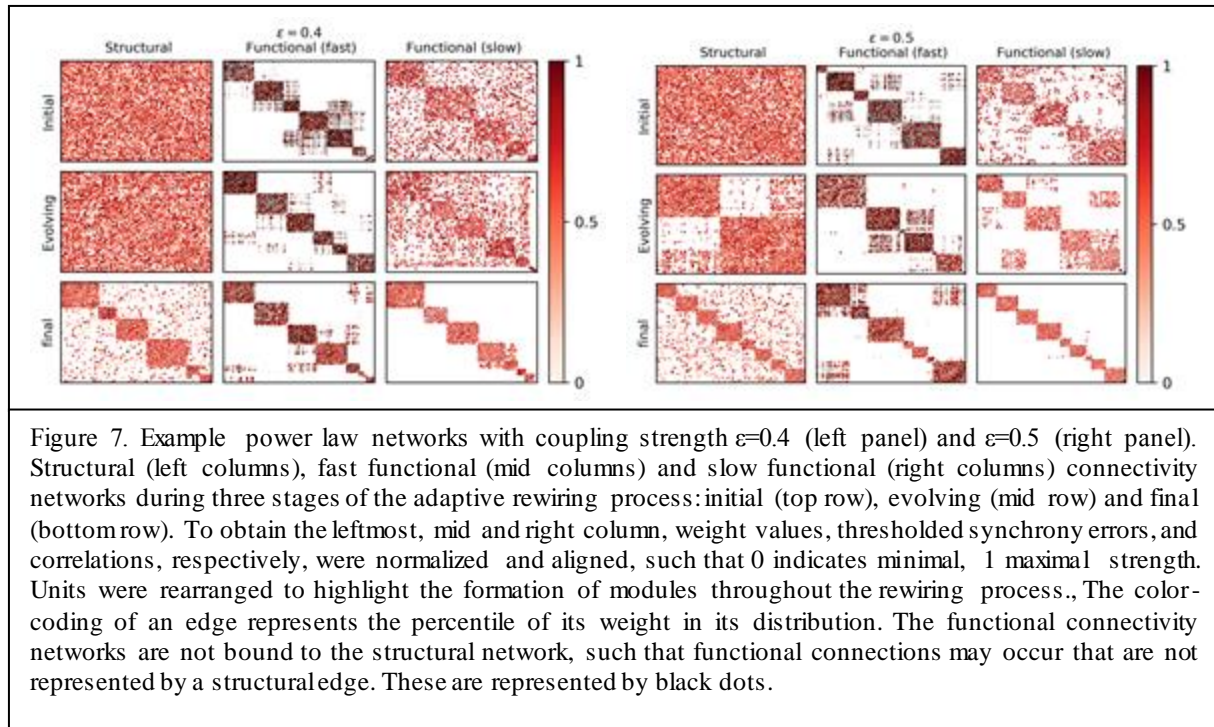 ε = 0.4
Structural Functional (fast) Functional (slow)
1
Initial
Evolving
0.5
final
0
ε = 0.5
Structural Functional (fast) Functional (slow)
1
Initial
Evolving
0.5
final
0
Figure 7. Example power law networks with coupling strength ε=0.4 (left panel) and ε=0.5 (right panel).
Structural (left columns), fast functional (mid columns) and slow functional (right columns) connectivity
networks during three stages of the adaptive rewiring process: initial (top row), evolving (mid row) and final
(bottom row). To obtain the leftmost, mid and right column, weight values, thresholded synchrony errors, and
correlations, respectively, were normalized and aligned, such that 0 indicates minimal, 1 maximal strength.
Units were rearranged to highlight the formation of modules throughout the rewiring process., The color-
coding of an edge represents the percentile of its weight in its distribution. The functional connectivity
networks are not bound to the structural network, such that functional connections may occur that are not
represented by a structural edge. These are represented by black dots.